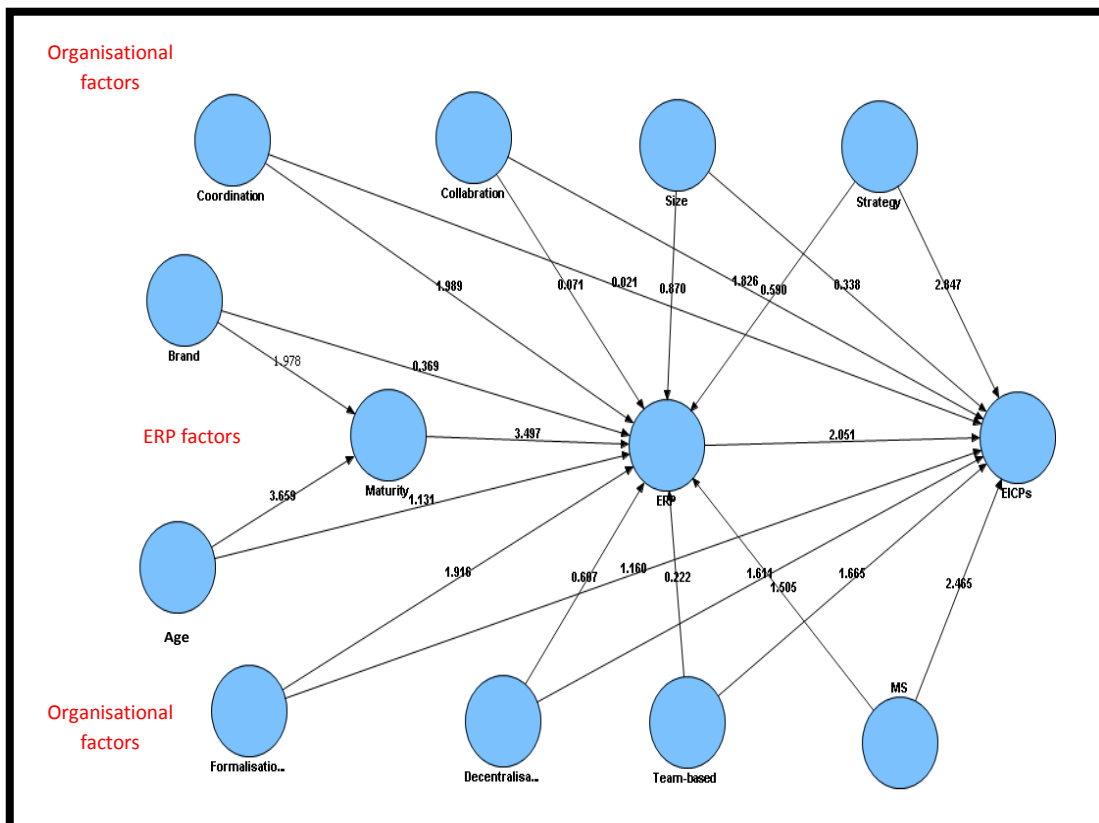 Organisational
factors
Coordination
Collabration
Size
Strategy
1.989
0.071
0.870
0.021
1.826
0.590
0.338
2.847
Brand
1.978
0.369
ERP factors
Maturity
3.497
ERP
2.051
EICPs
3.659
1.131
Age
1.916
0.697
1.160
0.222
1.611
1.505
1.665
2.465
Organisational
factors
Formalisatio...
Decentralisa...
Team-based
MS